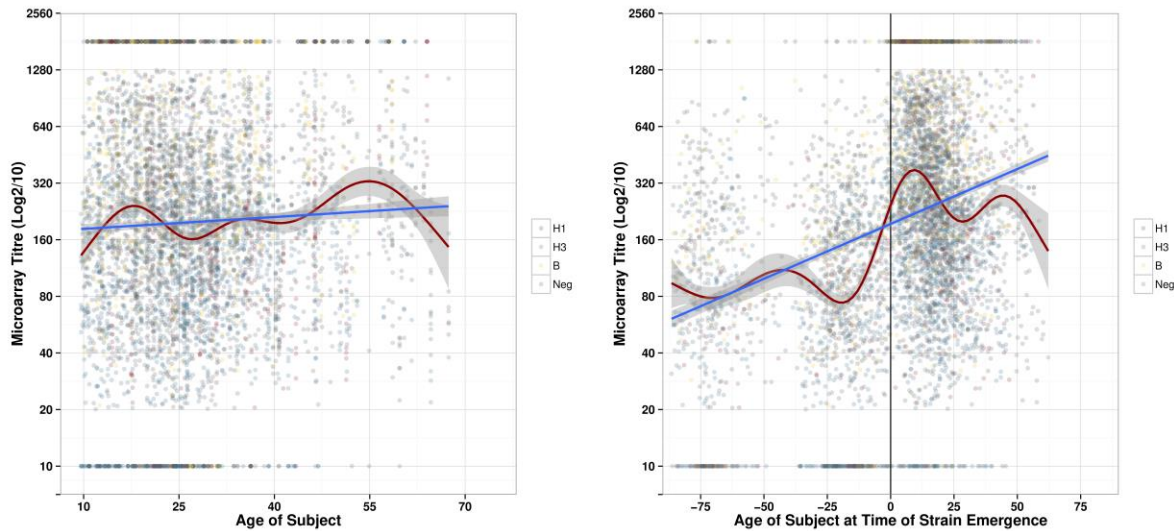 2560
1280
640
320
160
80
40
20
10
Microarray Titre (Log2/10)
10 25 40 55 70
Age of Subject
H1
H3
B
Neg
2560
1280
640
320
160
80
40
20
10
Microarray Titre (Log2/10)
−75 −50 −25 0 25 50 75
Age of Subject at Time of Strain Emergence
H1
H3
B
Neg